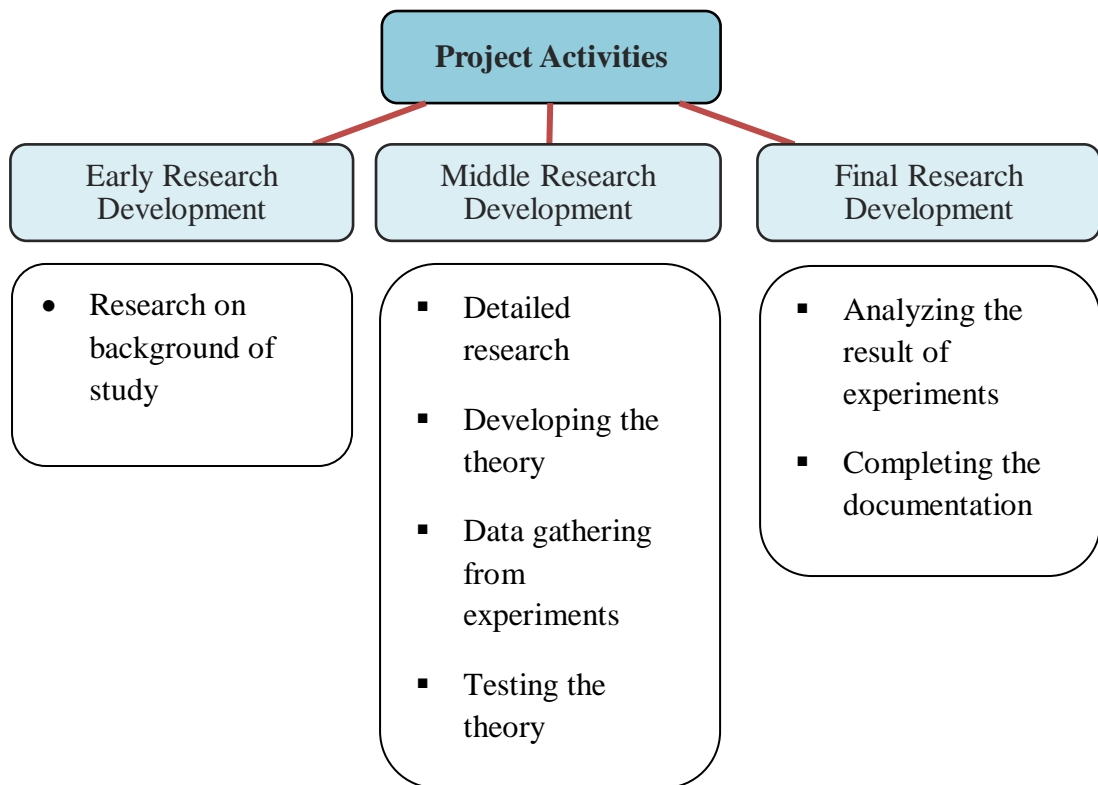 Project Activities
Early Research
Development
Middle Research
Development
Final Research
Development
• Research on
background of
study
▪ Detailed
research
▪ Developing the
theory
▪ Data gathering
from
experiments
▪ Testing the
theory
▪ Analyzing the
result of
experiments
▪ Completing the
documentation